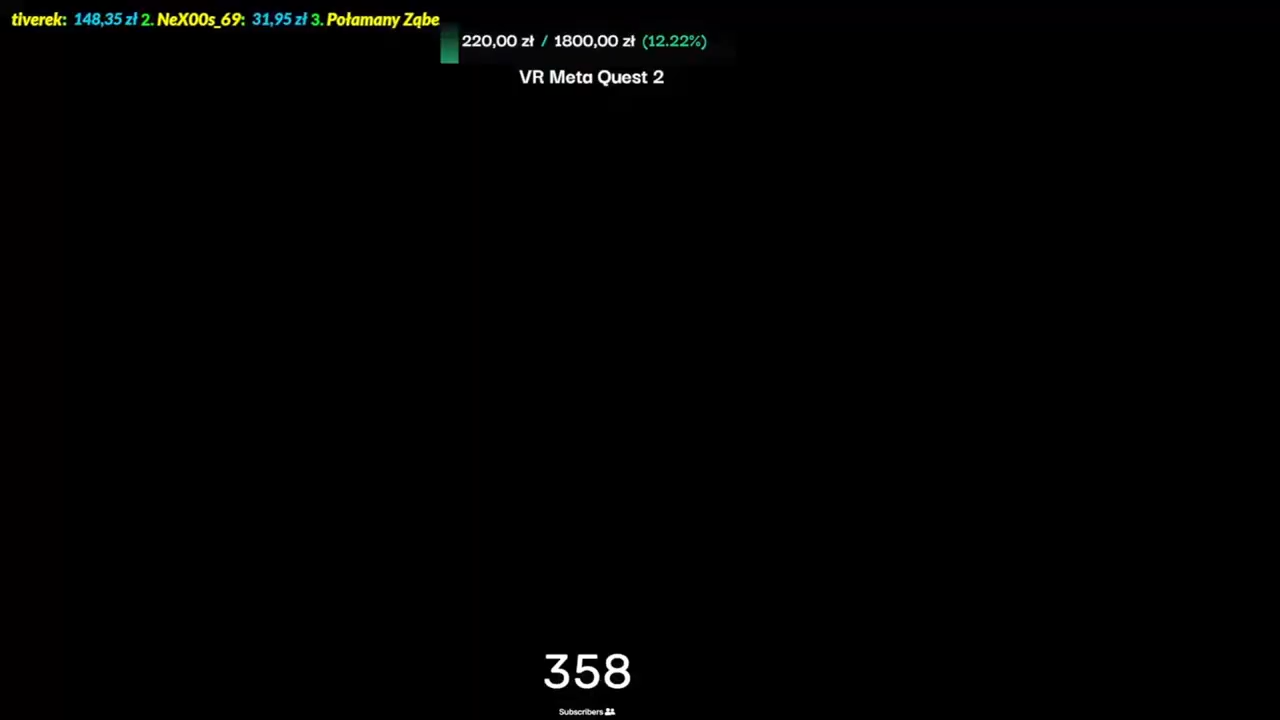 tiverek: 148,35 zł 2. NeX00s_69: 31,95 zł 3. Połamany Ząbe
220,00 zł / 1800,00 zł (12.22%)
VR Meta Quest 2
358
Subscribers